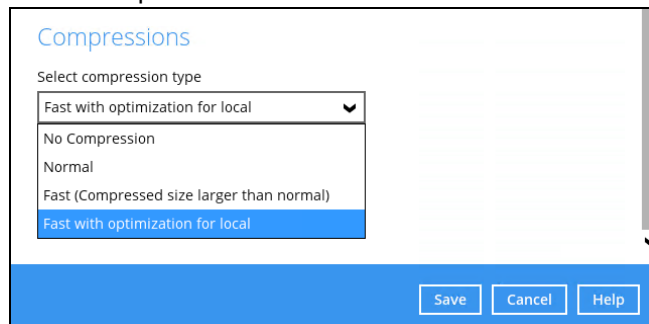 Compressions
Select compression type
Fast with optimization for local
No Compression
Normal
Fast (Compressed size larger than normal)
Fast with optimization for local
Save Cancel Help